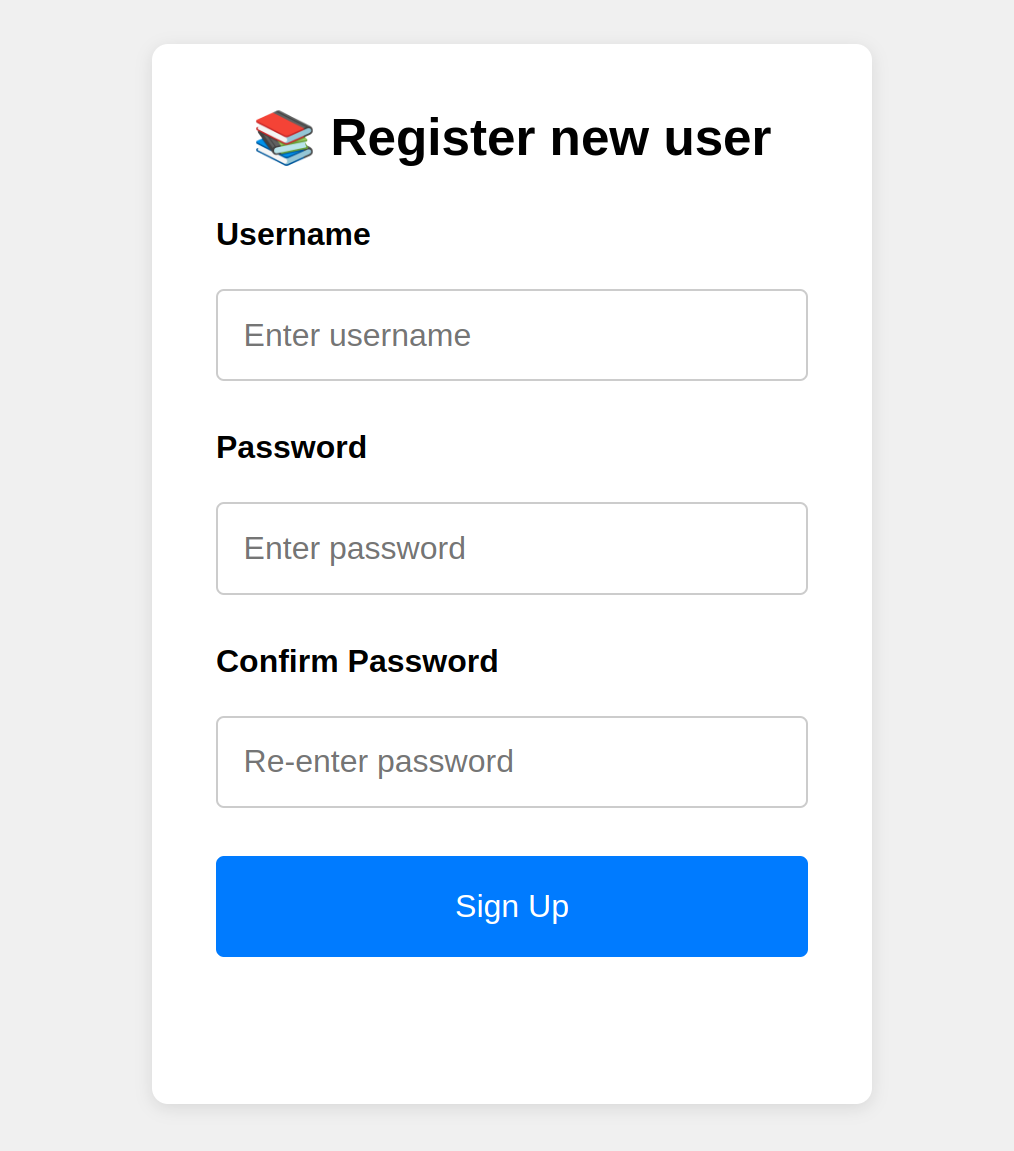 📚 Register new user
Username
Enter username
Password
Enter password
Confirm Password
Re-enter password
Sign Up